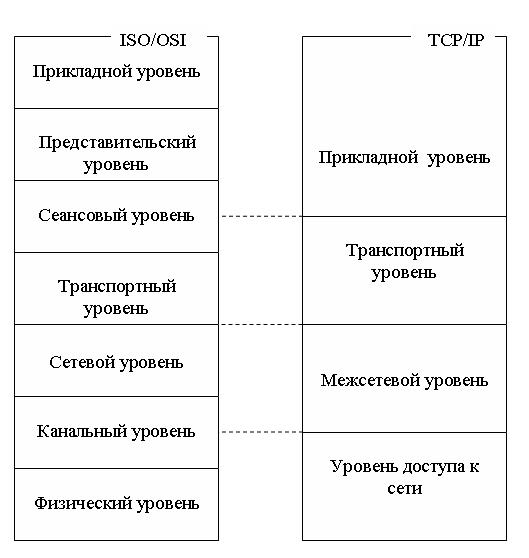 ISO/OSI
Прикладной уровень
Представительский
уровень
Сеансовый уровень
Транспортный
уровень
Сетевой уровень
Канальный уровень
Физический уровень
TCP/IP
Прикладной уровень
Транспортный
уровень
Межсетевой уровень
Уровень доступа к
сети